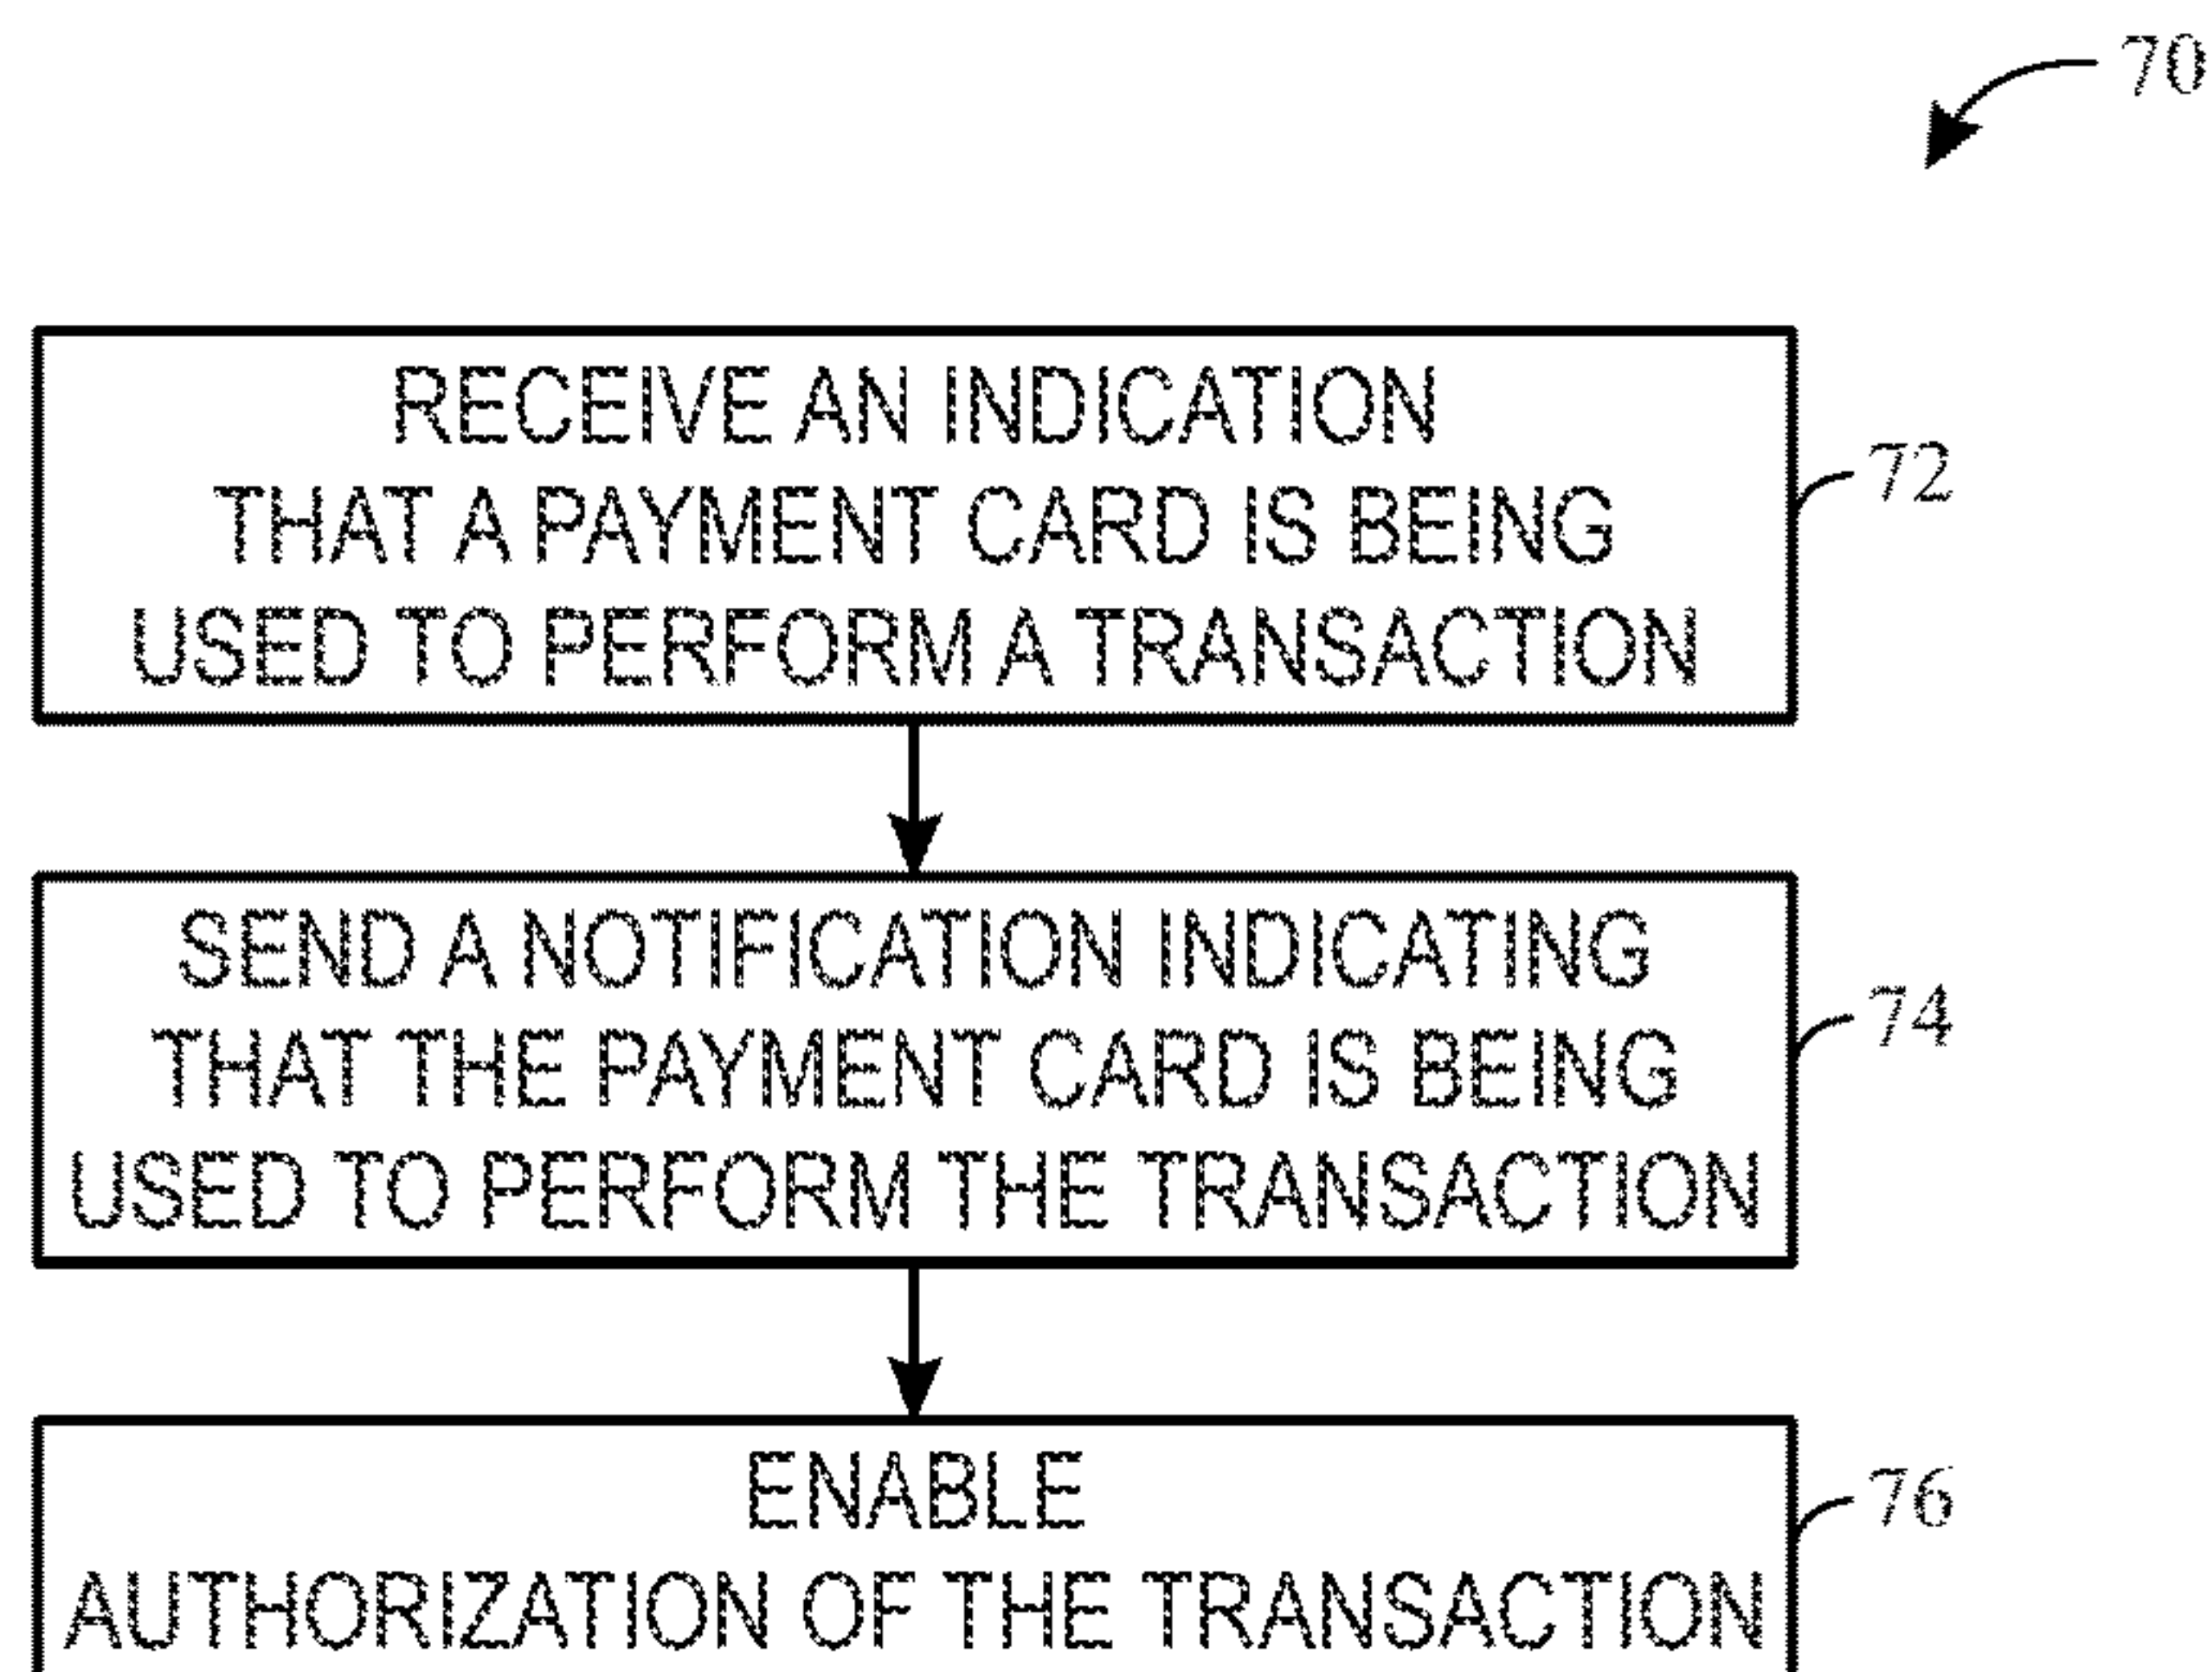 70
RECEIVE AN INDICATION
THAT A PAYMENT CARD IS BEING
USED TO PERFORM A TRANSACTION
72
SEND A NOTIFICATION INDICATING
THAT THE PAYMENT CARD IS BEING
USED TO PERFORM THE TRANSACTION
74
ENABLE
AUTHORIZATION OF THE TRANSACTION
76